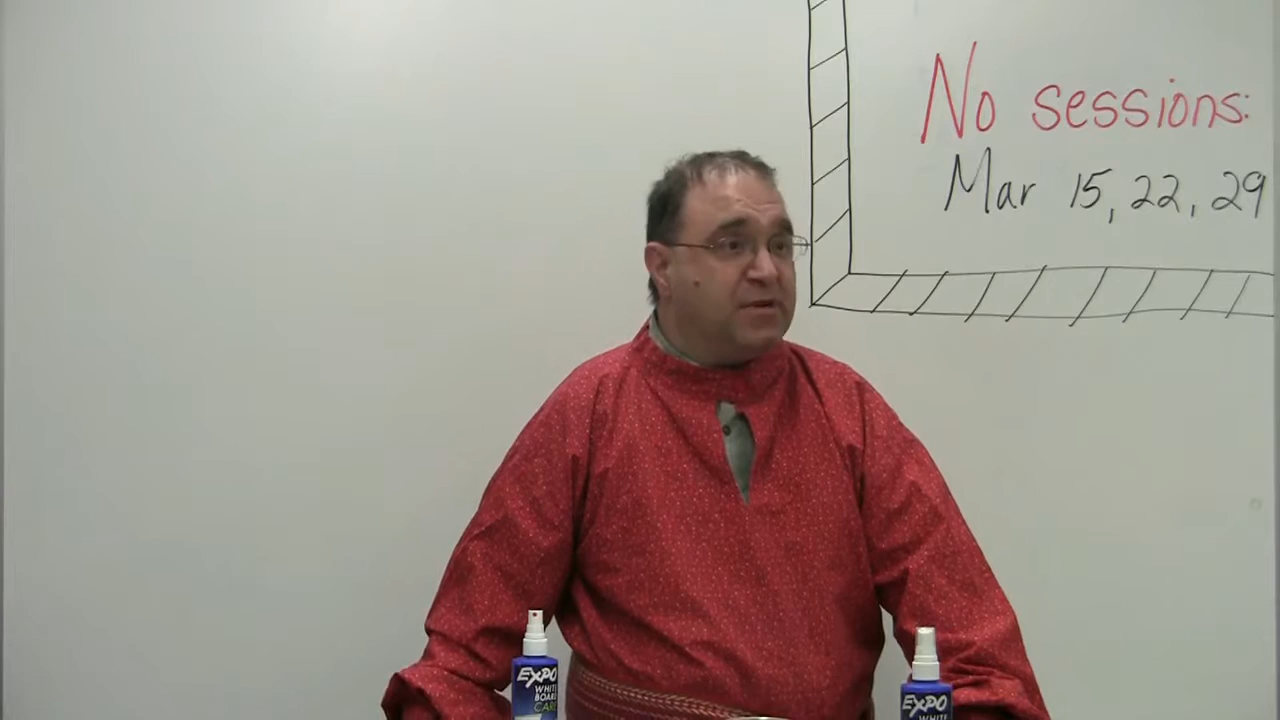 No sessions:
Mar 15, 22, 29
EXPO
WHITE
BOARD
CARE
EXPO
WHITE